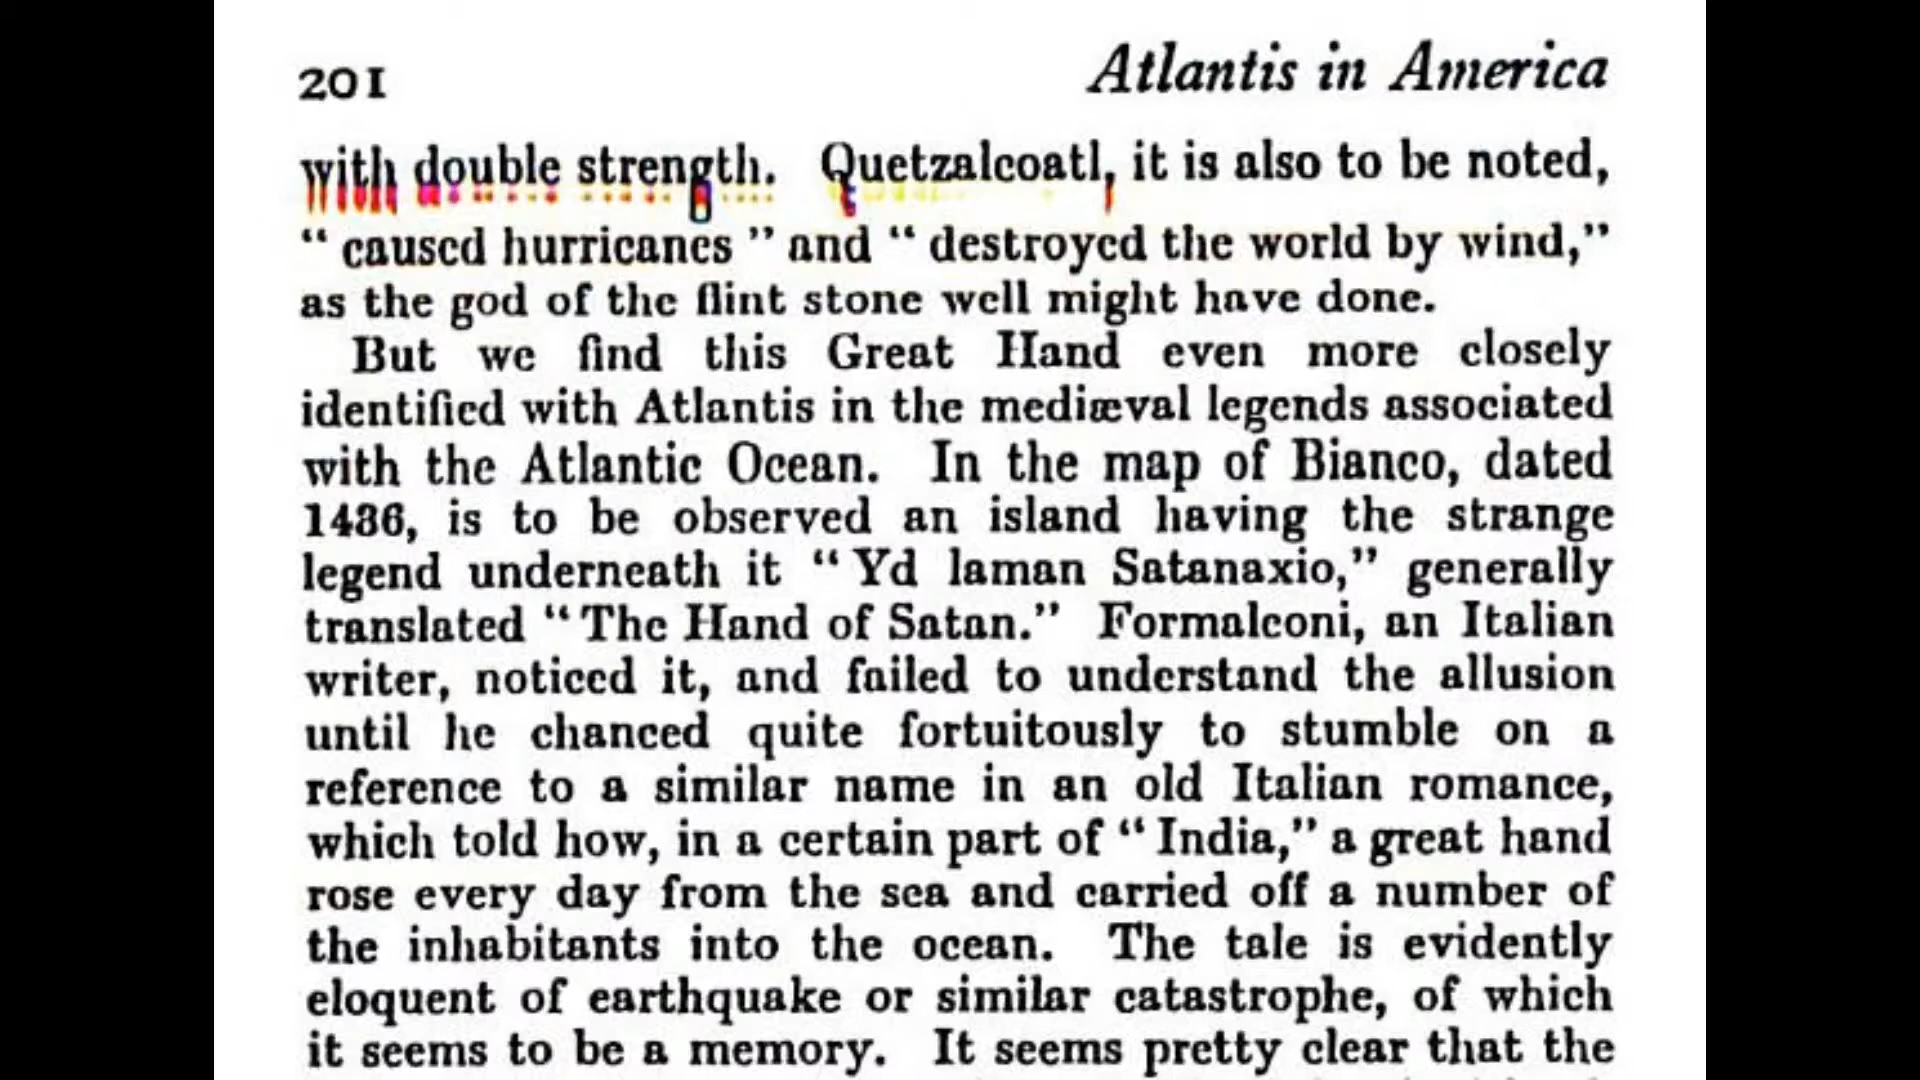 201 Atlantis in America
with double strength. Quetzalcoatl, it is also to be noted,
“ caused hurricanes ” and “ destroyed the world by wind,”
as the god of the flint stone well might have done.
But we find this Great Hand even more closely
identified with Atlantis in the mediæval legends associated
with the Atlantic Ocean. In the map of Bianco, dated
1436, is to be observed an island having the strange
legend underneath it “ Yd laman Satanaxio,” generally
translated “ The Hand of Satan.” Formalconi, an Italian
writer, noticed it, and failed to understand the allusion
until he chanced quite fortuitously to stumble on a
reference to a similar name in an old Italian romance,
which told how, in a certain part of “ India,” a great hand
rose every day from the sea and carried off a number of
the inhabitants into the ocean. The tale is evidently
eloquent of earthquake or similar catastrophe, of which
it seems to be a memory. It seems pretty clear that the